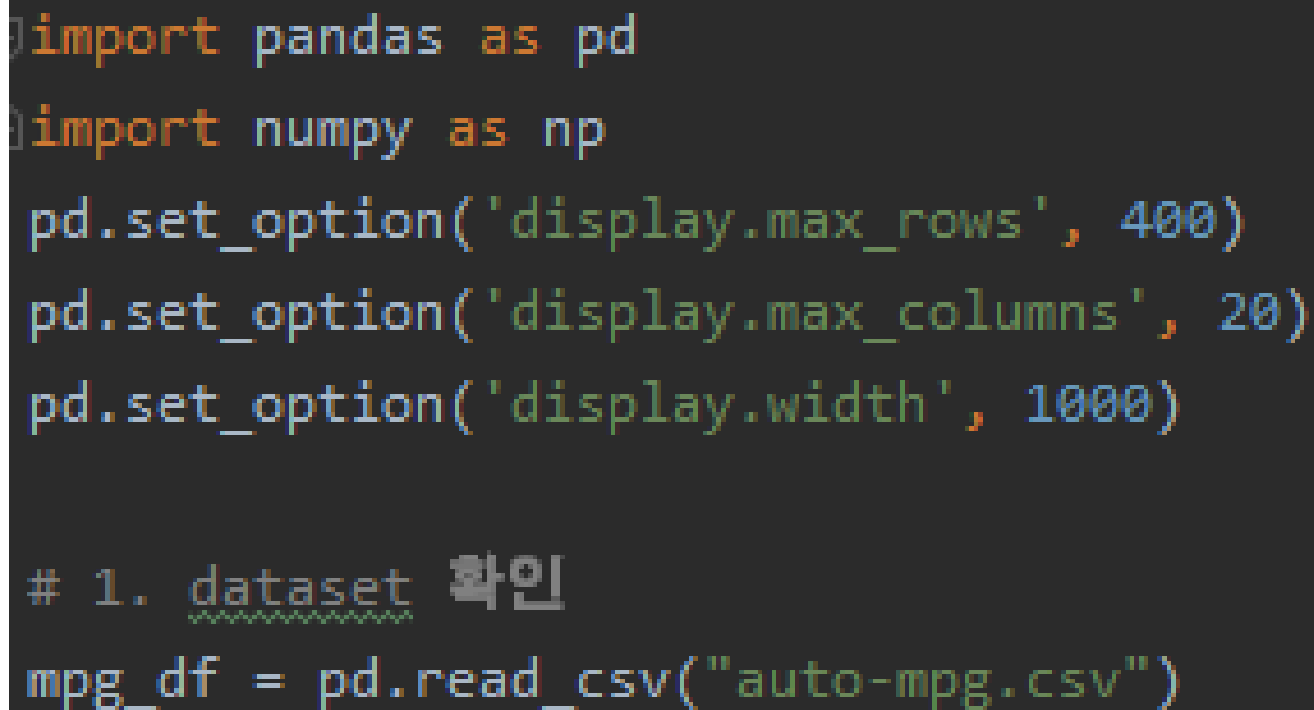 import pandas as pd
import numpy as np
pd.set_option('display.max_rows', 400)
pd.set_option('display.max_columns', 20)
pd.set_option('display.width', 1000)
# 1. dataset 확인
mpg_df = pd.read_csv("auto-mpg.csv")